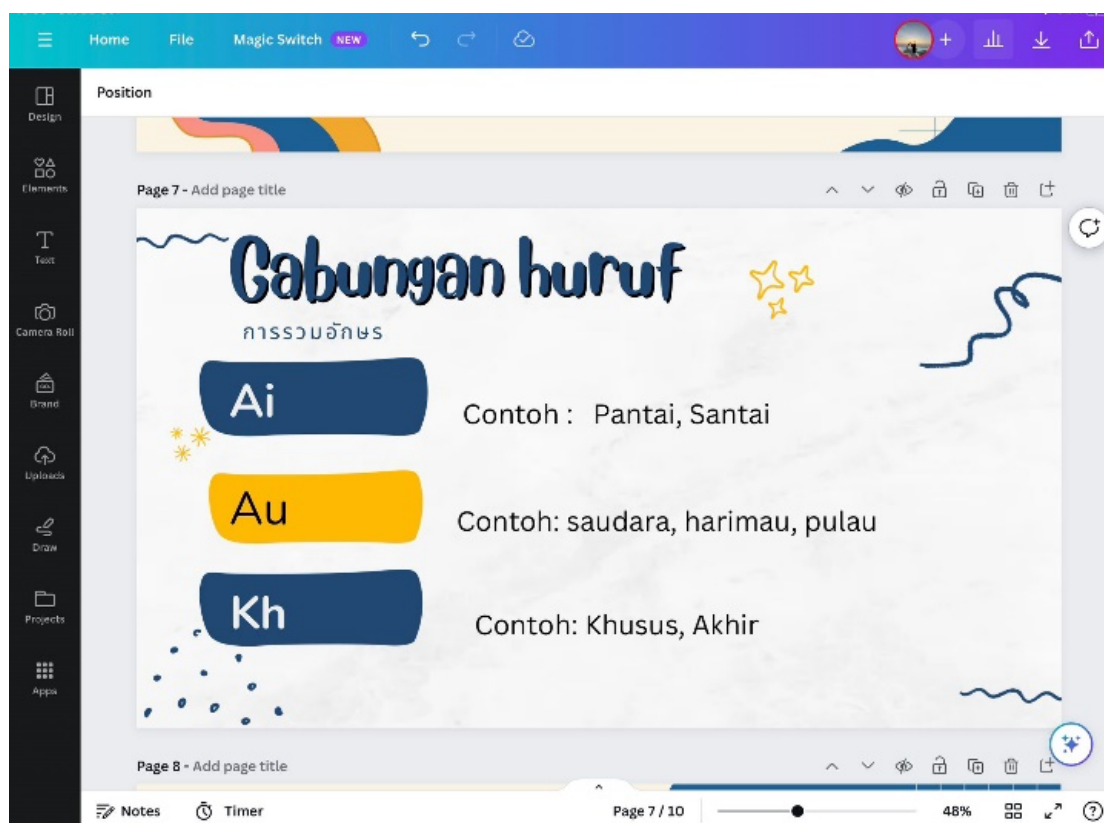 Home File Magic Switch NEW
Position
Design
Elements
Text
Camera Roll
Brand
Uploads
Draw
Projects
Apps
Page 7 - Add page title
Gabungan huruf
การรวมอักษร
Ai
Contoh : Pantai, Santai
Au
Contoh: saudara, harimau, pulau
Kh
Contoh: Khusus, Akhir
Page 8 - Add page title
Notes Timer Page 7 / 10 48%